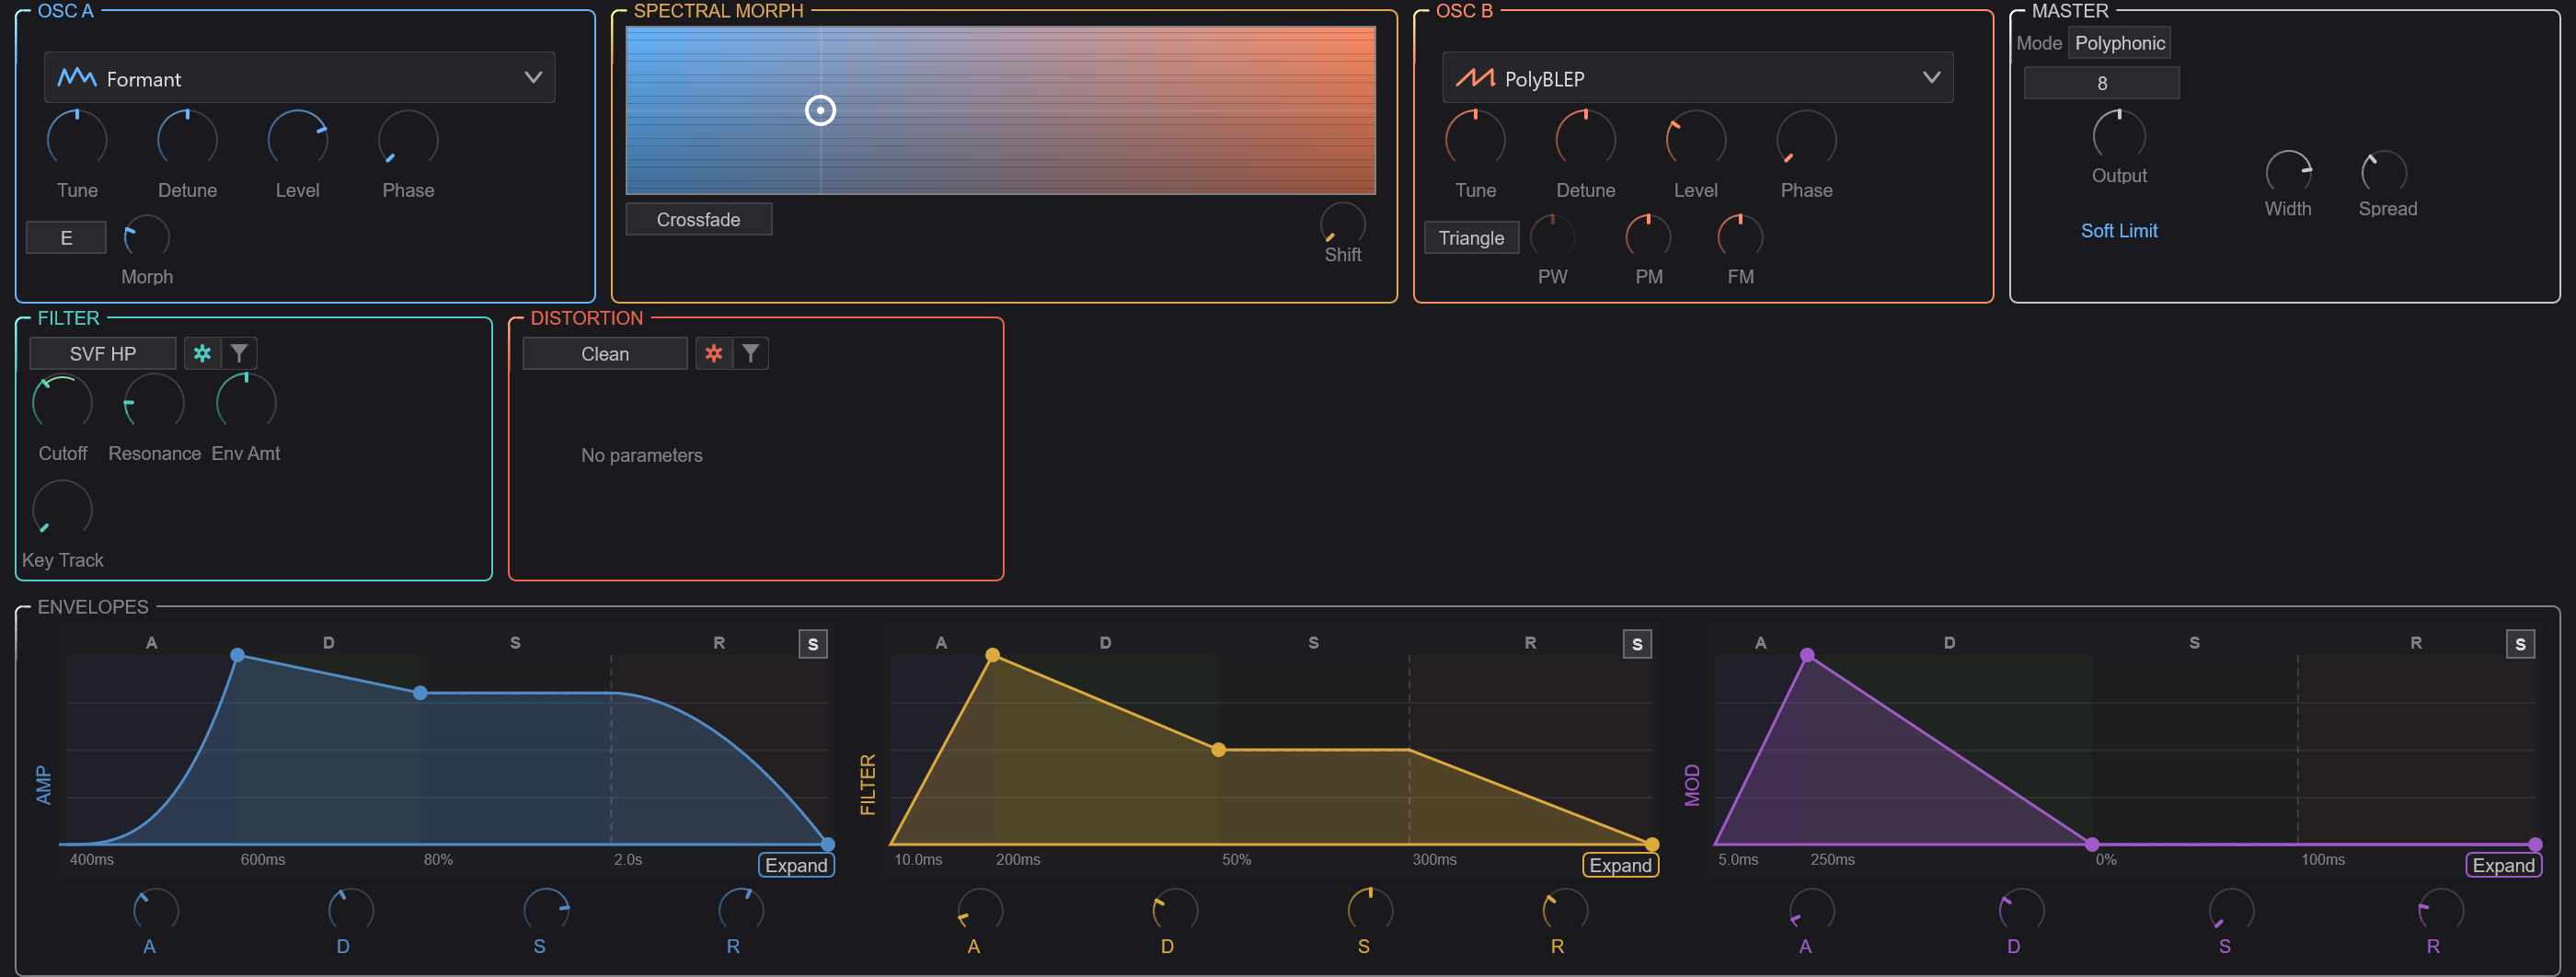 OSC A
Formant
Tune Detune Level Phase
E
Morph
SPECTRAL MORPH
Crossfade
Shift
OSC B
PolyBLEP
Tune Detune Level Phase
Triangle
PW PM FM
MASTER
Mode Polyphonic
8
Output
Width Spread
Soft Limit
FILTER
SVF HP
Cutoff Resonance Env Amt
Key Track
DISTORTION
Clean
No parameters
ENVELOPES
A D S R S
AMP
400ms 600ms 80% 2.0s
Expand
A D S R
A D S R S
FILTER
10.0ms 200ms 50% 300ms
Expand
A D S R
A D S R S
MOD
5.0ms 250ms 0% 100ms
Expand
A D S R